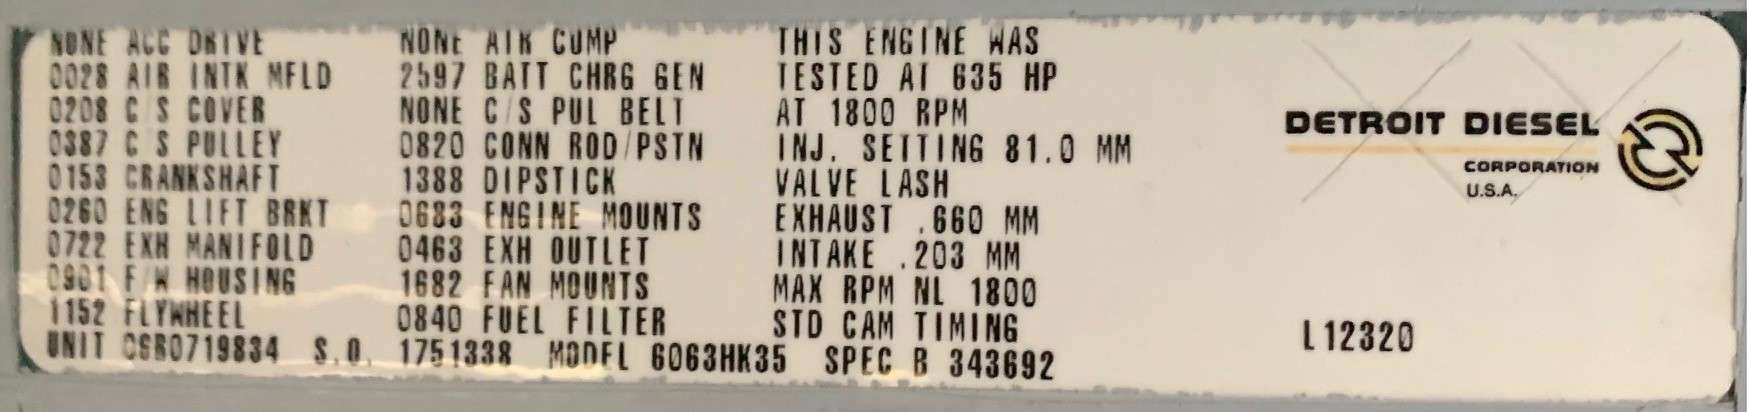 NONE ACC DRIVE NONE AIR COMP THIS ENGINE WAS
0028 AIR INTK MFLD 2597 BATT CHRG GEN TESTED AT 635 HP
0208 C S COVER NONE C/S PUL BELT AT 1800 RPM
0387 C S PULLEY 0820 CONN ROD/PSTN INJ. SETTING 81.0 MM
0153 CRANKSHAFT 1388 DIPSTICK VALVE LASH
0260 ENG LIFT BRKT 0683 ENGINE MOUNTS EXHAUST .660 MM
0722 EXH MANIFOLD 0463 EXH OUTLET INTAKE .203 MM
0901 F/W HOUSING 1682 FAN MOUNTS MAX RPM NL 1800
1152 FLYWHEEL 0840 FUEL FILTER STD CAM TIMING
UNIT 06R0719834 S.O. 1751338 MODEL 6063HK35 SPEC B 343692
DETROIT DIESEL
CORPORATION
U.S.A.
L12320